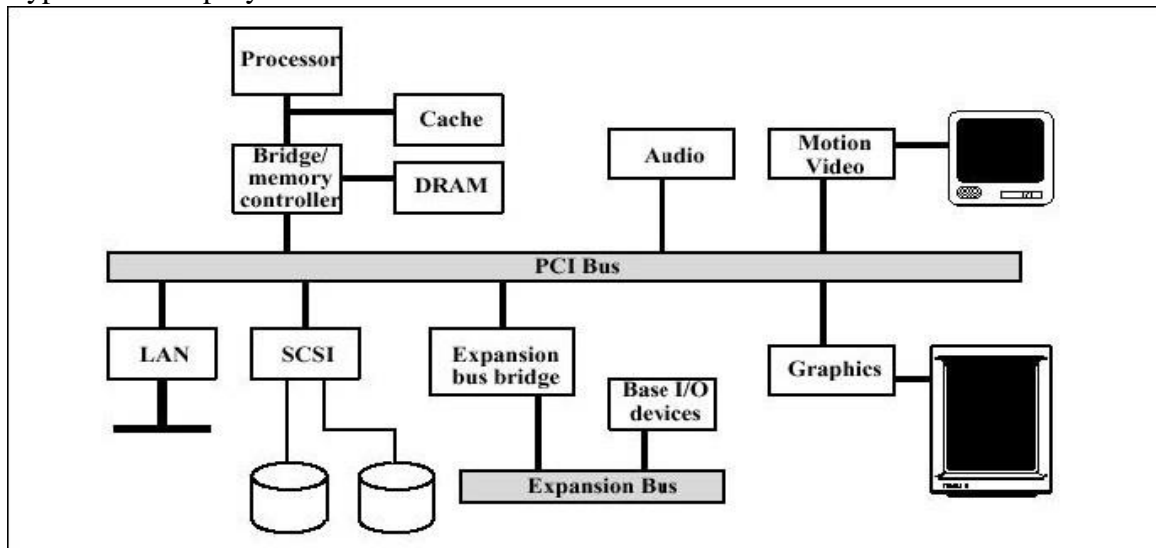 Processor
Cache
Bridge/
memory
controller
DRAM
Audio
Motion
Video
PCI Bus
LAN
SCSI
Expansion
bus bridge
Base I/O
devices
Graphics
Expansion Bus